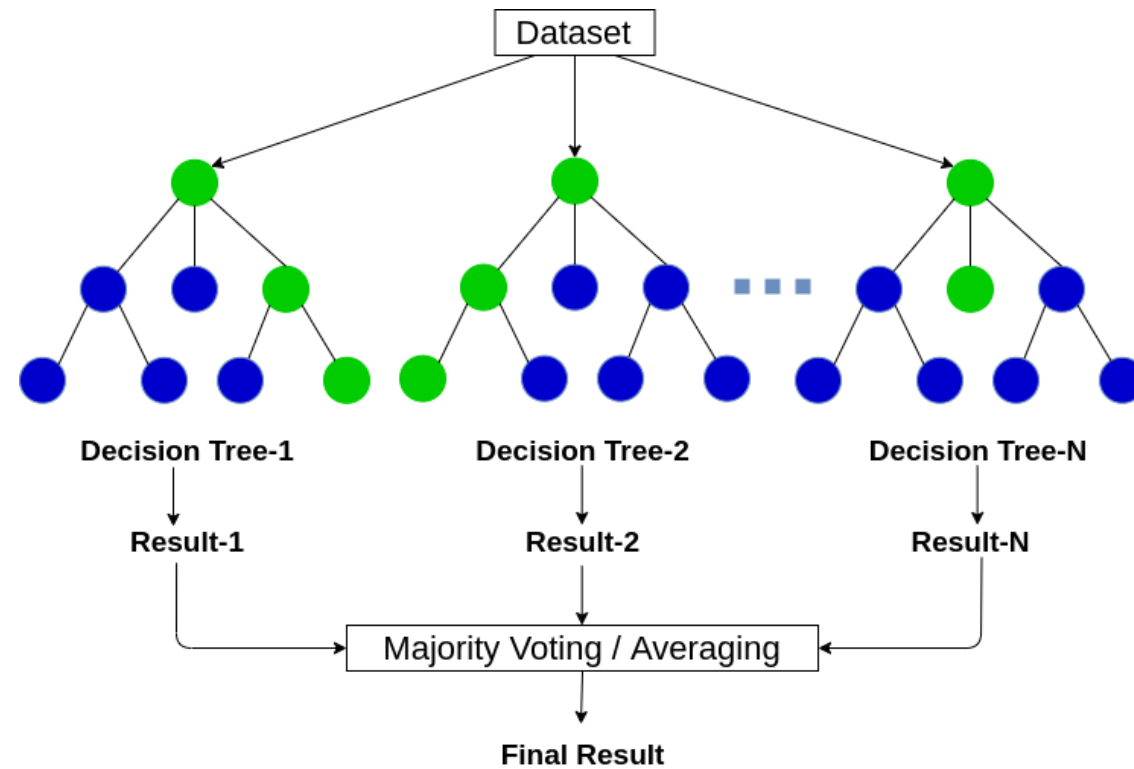 Dataset
Decision Tree-1
Decision Tree-2
Decision Tree-N
Result-1
Result-2
Result-N
Majority Voting / Averaging
Final Result